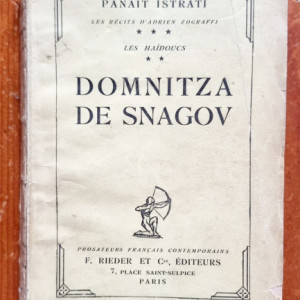 PANAÏT ISTRATI
LES RÉCITS D'ADRIEN ZOGRAFFI
LES HAÏDOUCS
DOMNITZA
DE SNAGOV
PROSATEURS FRANÇAIS CONTEMPORAINS
F. RIEDER ET Cie, ÉDITEURS
7, PLACE SAINT-SULPICE
PARIS